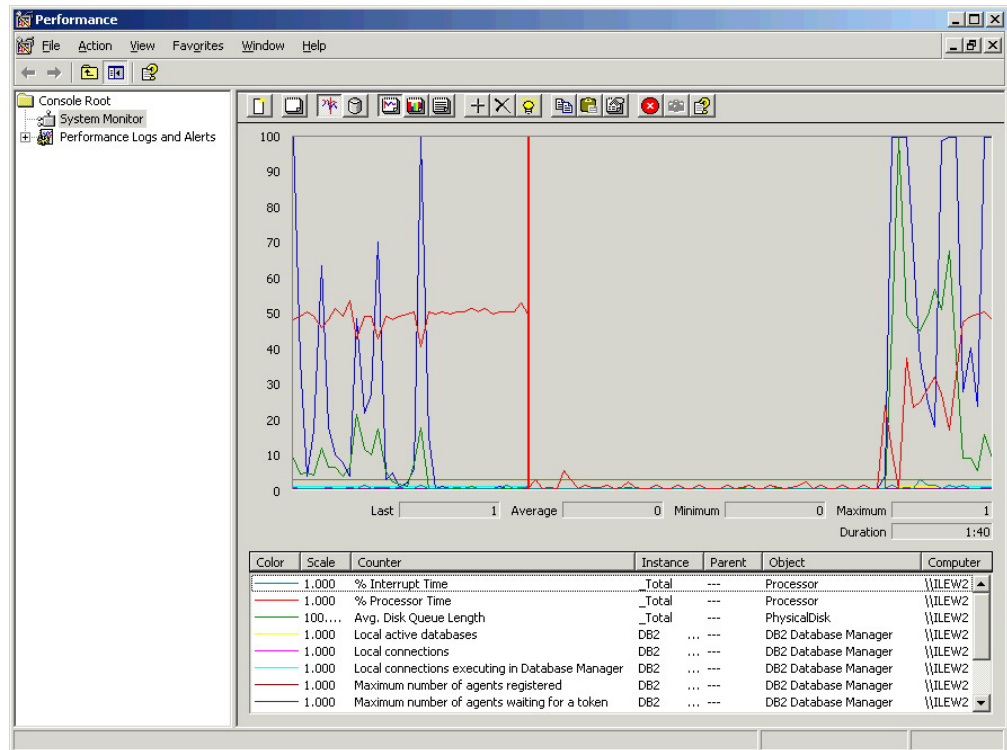 Performance
File Action View Favorites Window Help
Console Root
System Monitor
Performance Logs and Alerts
100
90
80
70
60
50
40
30
20
10
0
Last 1 Average 0 Minimum 0 Maximum 1
Duration 1:40
Color Scale Counter Instance Parent Object Computer
1.000 % Interrupt Time _Total --- Processor \\ILEW2
1.000 % Processor Time _Total --- Processor \\ILEW2
100.... Avg. Disk Queue Length _Total --- PhysicalDisk \\ILEW2
1.000 Local active databases DB2 ... --- DB2 Database Manager \\ILEW2
1.000 Local connections DB2 ... --- DB2 Database Manager \\ILEW2
1.000 Local connections executing in Database Manager DB2 ... --- DB2 Database Manager \\ILEW2
1.000 Maximum number of agents registered DB2 ... --- DB2 Database Manager \\ILEW2
1.000 Maximum number of agents waiting for a token DB2 ... --- DB2 Database Manager \\ILEW2